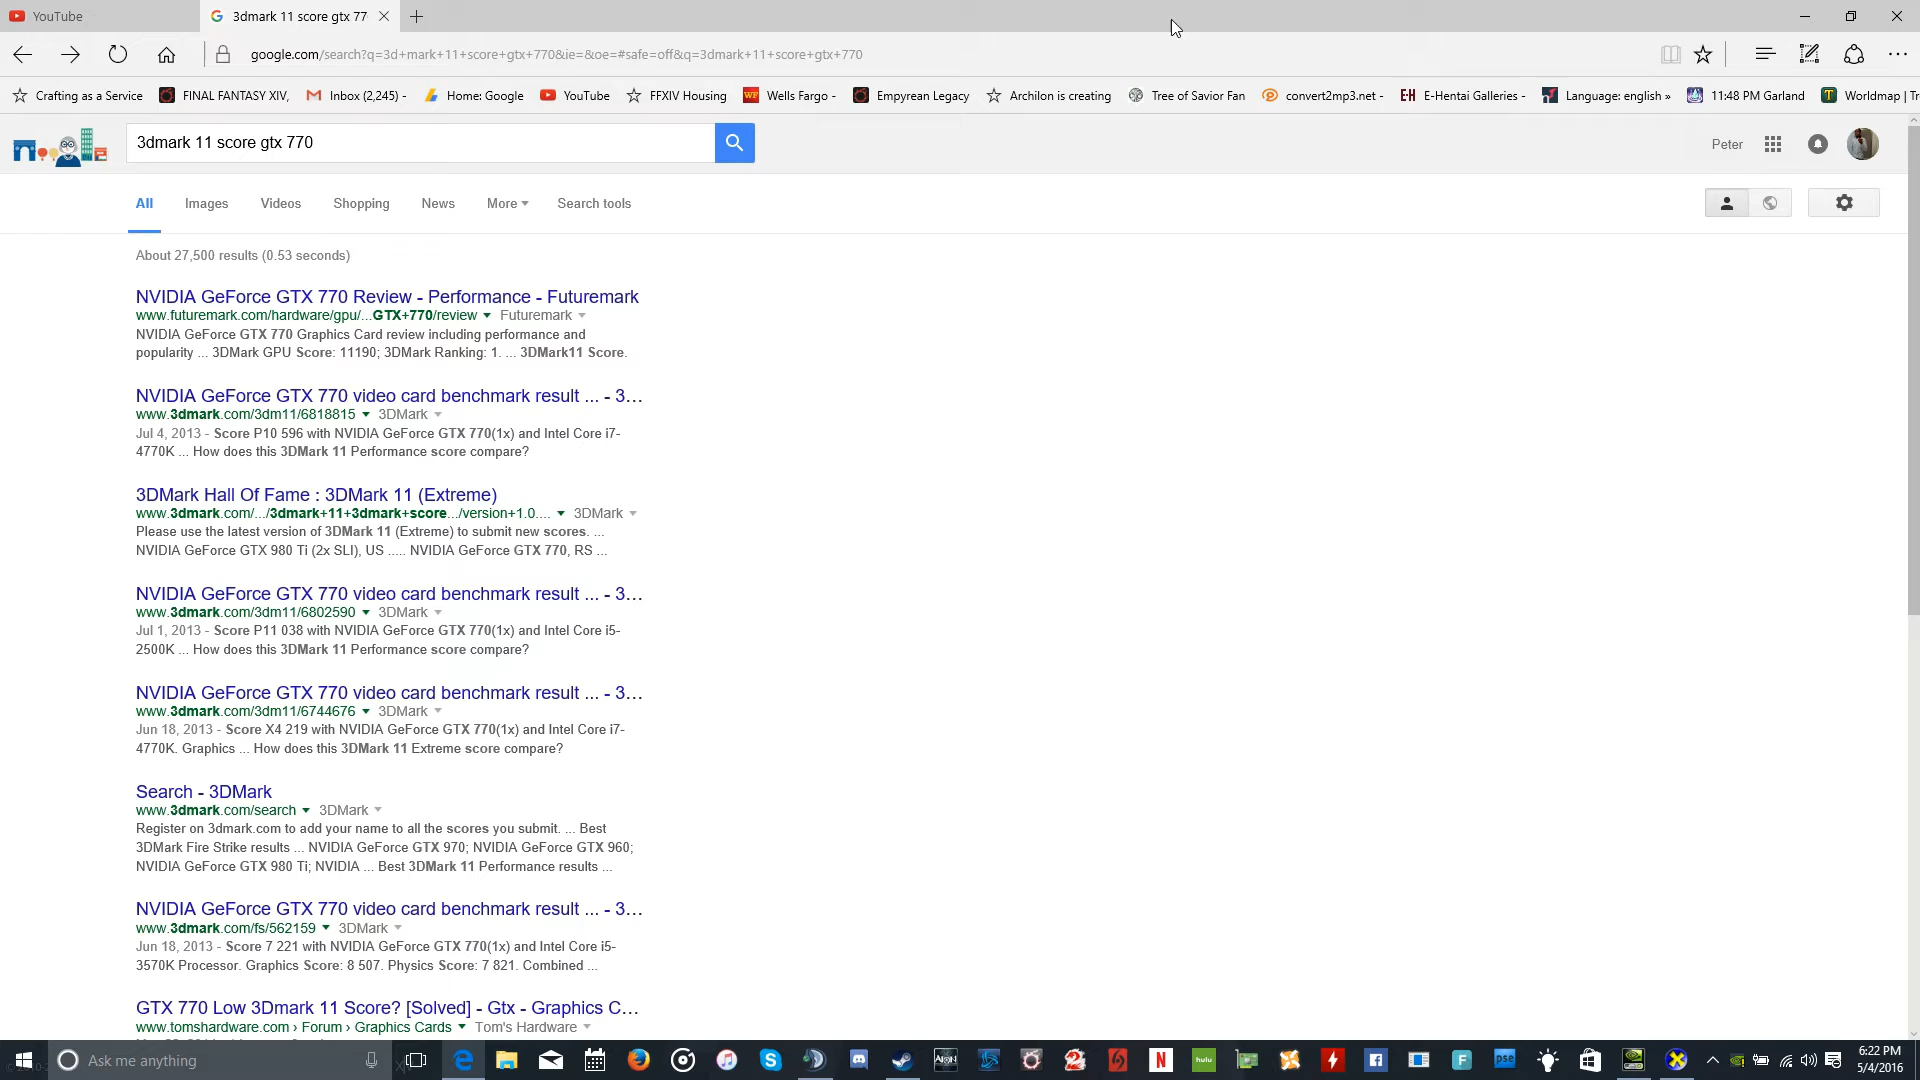 YouTube
3dmark 11 score gtx 77
google.com/search?q=3d+mark+11+score+gtx+770&ie=&oe=#safe=off&q=3dmark+11+score+gtx+770
Crafting as a Service
FINAL FANTASY XIV,
Inbox (2,245) -
Home: Google
YouTube
FFXIV Housing
Wells Fargo -
Empyrean Legacy
Archilon is creating
Tree of Savior Fan
convert2mp3.net -
E-Hentai Galleries -
Language: english »
11:48 PM Garland
Worldmap | Tr
3dmark 11 score gtx 770
Peter
All
Images
Videos
Shopping
News
More
Search tools
About 27,500 results (0.53 seconds)
NVIDIA GeForce GTX 770 Review - Performance - Futuremark
www.futuremark.com/hardware/gpu/...GTX+770/review Futuremark
NVIDIA GeForce GTX 770 Graphics Card review including performance and
popularity ... 3DMark GPU Score: 11190; 3DMark Ranking: 1. ... 3DMark11 Score.
NVIDIA GeForce GTX 770 video card benchmark result ... - 3...
www.3dmark.com/3dm11/6818815 3DMark
Jul 4, 2013 - Score P10 596 with NVIDIA GeForce GTX 770(1x) and Intel Core i7-
4770K ... How does this 3DMark 11 Performance score compare?
3DMark Hall Of Fame : 3DMark 11 (Extreme)
www.3dmark.com/.../3dmark+11+3dmark+score.../version+1.0.... 3DMark
Please use the latest version of 3DMark 11 (Extreme) to submit new scores. ...
NVIDIA GeForce GTX 980 Ti (2x SLI), US ..... NVIDIA GeForce GTX 770, RS ...
NVIDIA GeForce GTX 770 video card benchmark result ... - 3...
www.3dmark.com/3dm11/6802590 3DMark
Jul 1, 2013 - Score P11 038 with NVIDIA GeForce GTX 770(1x) and Intel Core i5-
2500K ... How does this 3DMark 11 Performance score compare?
NVIDIA GeForce GTX 770 video card benchmark result ... - 3...
www.3dmark.com/3dm11/6744676 3DMark
Jun 18, 2013 - Score X4 219 with NVIDIA GeForce GTX 770(1x) and Intel Core i7-
4770K. Graphics ... How does this 3DMark 11 Extreme score compare?
Search - 3DMark
www.3dmark.com/search 3DMark
Register on 3dmark.com to add your name to all the scores you submit. ... Best
3DMark Fire Strike results ... NVIDIA GeForce GTX 970; NVIDIA GeForce GTX 960;
NVIDIA GeForce GTX 980 Ti; NVIDIA ... Best 3DMark 11 Performance results ...
NVIDIA GeForce GTX 770 video card benchmark result ... - 3...
www.3dmark.com/fs/562159 3DMark
Jun 18, 2013 - Score 7 221 with NVIDIA GeForce GTX 770(1x) and Intel Core i5-
3570K Processor. Graphics Score: 8 507. Physics Score: 7 821. Combined ...
GTX 770 Low 3Dmark 11 Score? [Solved] - Gtx - Graphics C...
www.tomshardware.com › Forum › Graphics Cards Tom's Hardware
Ask me anything
AION
hulu
pse
6:22 PM
5/4/2016